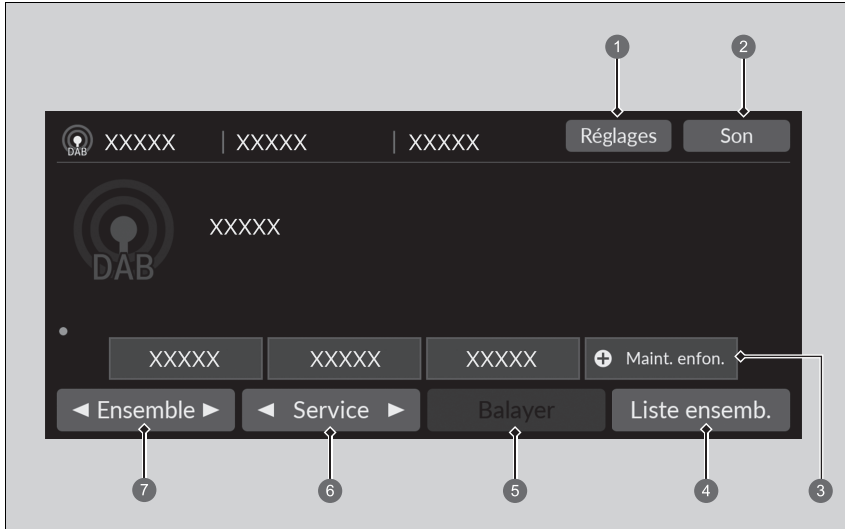 1 2
DAB XXXXX | XXXXX | XXXXX Réglages Son
XXXXX
DAB
XXXXX XXXXX XXXXX Maint. enfon.
Ensemble Service Balayer Liste ensemb.
7 6 5 4 3